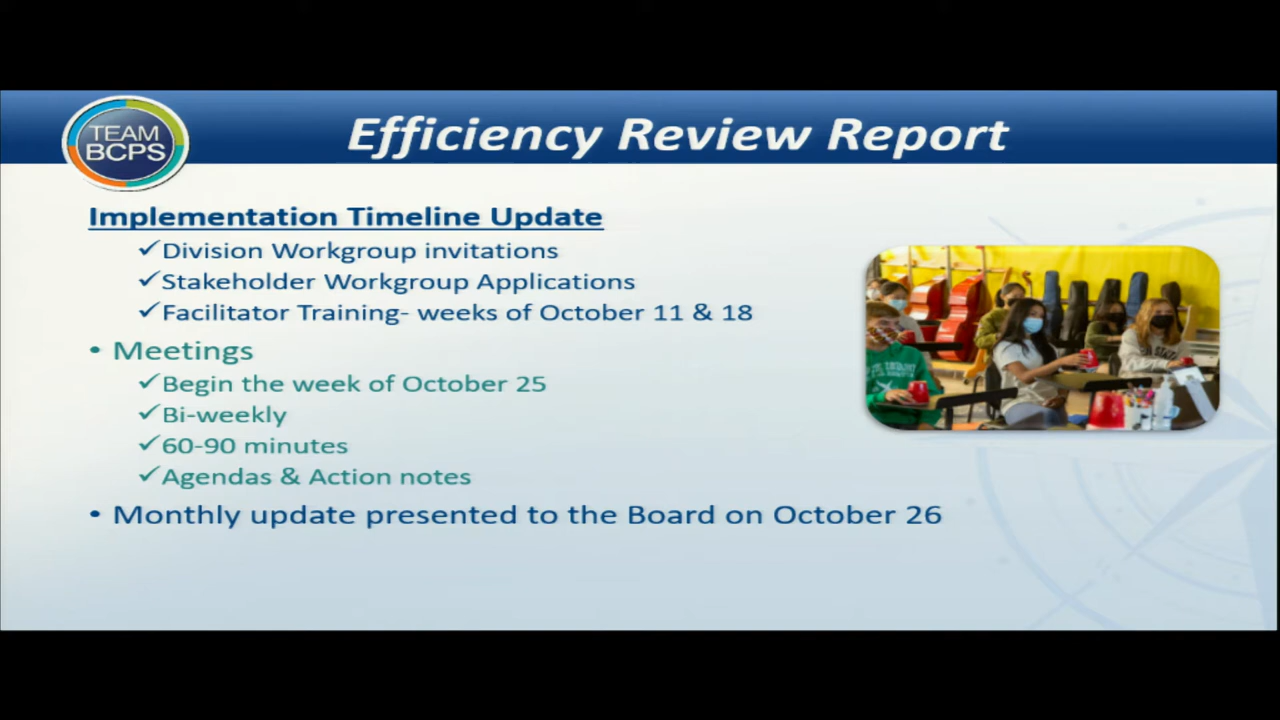 TEAM
BCPS
Efficiency Review Report
Implementation Timeline Update
✓Division Workgroup invitations
✓Stakeholder Workgroup Applications
✓Facilitator Training- weeks of October 11 & 18
• Meetings
✓Begin the week of October 25
✓Bi-weekly
✓60-90 minutes
✓Agendas & Action notes
• Monthly update presented to the Board on October 26